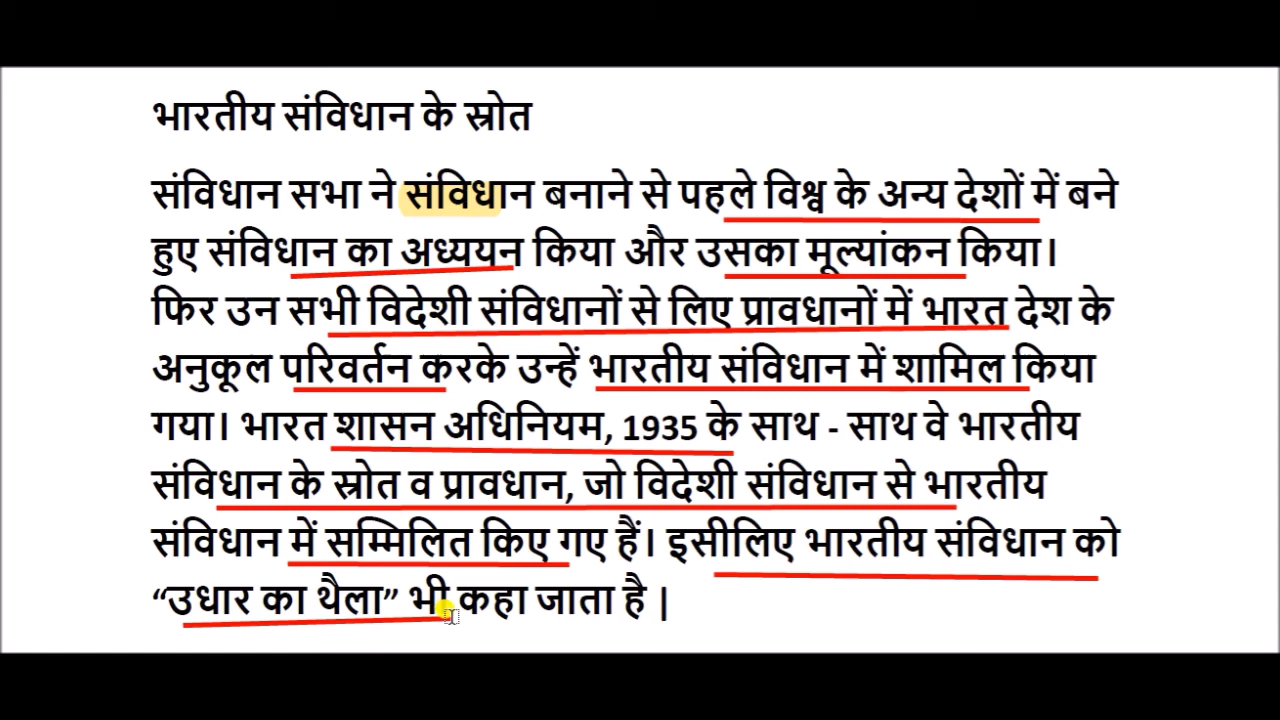 भारतीय संविधान के स्रोत
संविधान सभा ने संविधान बनाने से पहले विश्व के अन्य देशों में बने
हुए संविधान का अध्ययन किया और उसका मूल्यांकन किया।
फिर उन सभी विदेशी संविधानों से लिए प्रावधानों में भारत देश के
अनुकूल परिवर्तन करके उन्हें भारतीय संविधान में शामिल किया
गया। भारत शासन अधिनियम, 1935 के साथ - साथ वे भारतीय
संविधान के स्रोत व प्रावधान, जो विदेशी संविधान से भारतीय
संविधान में सम्मिलित किए गए हैं। इसीलिए भारतीय संविधान को
“उधार का थैला” भी कहा जाता है |